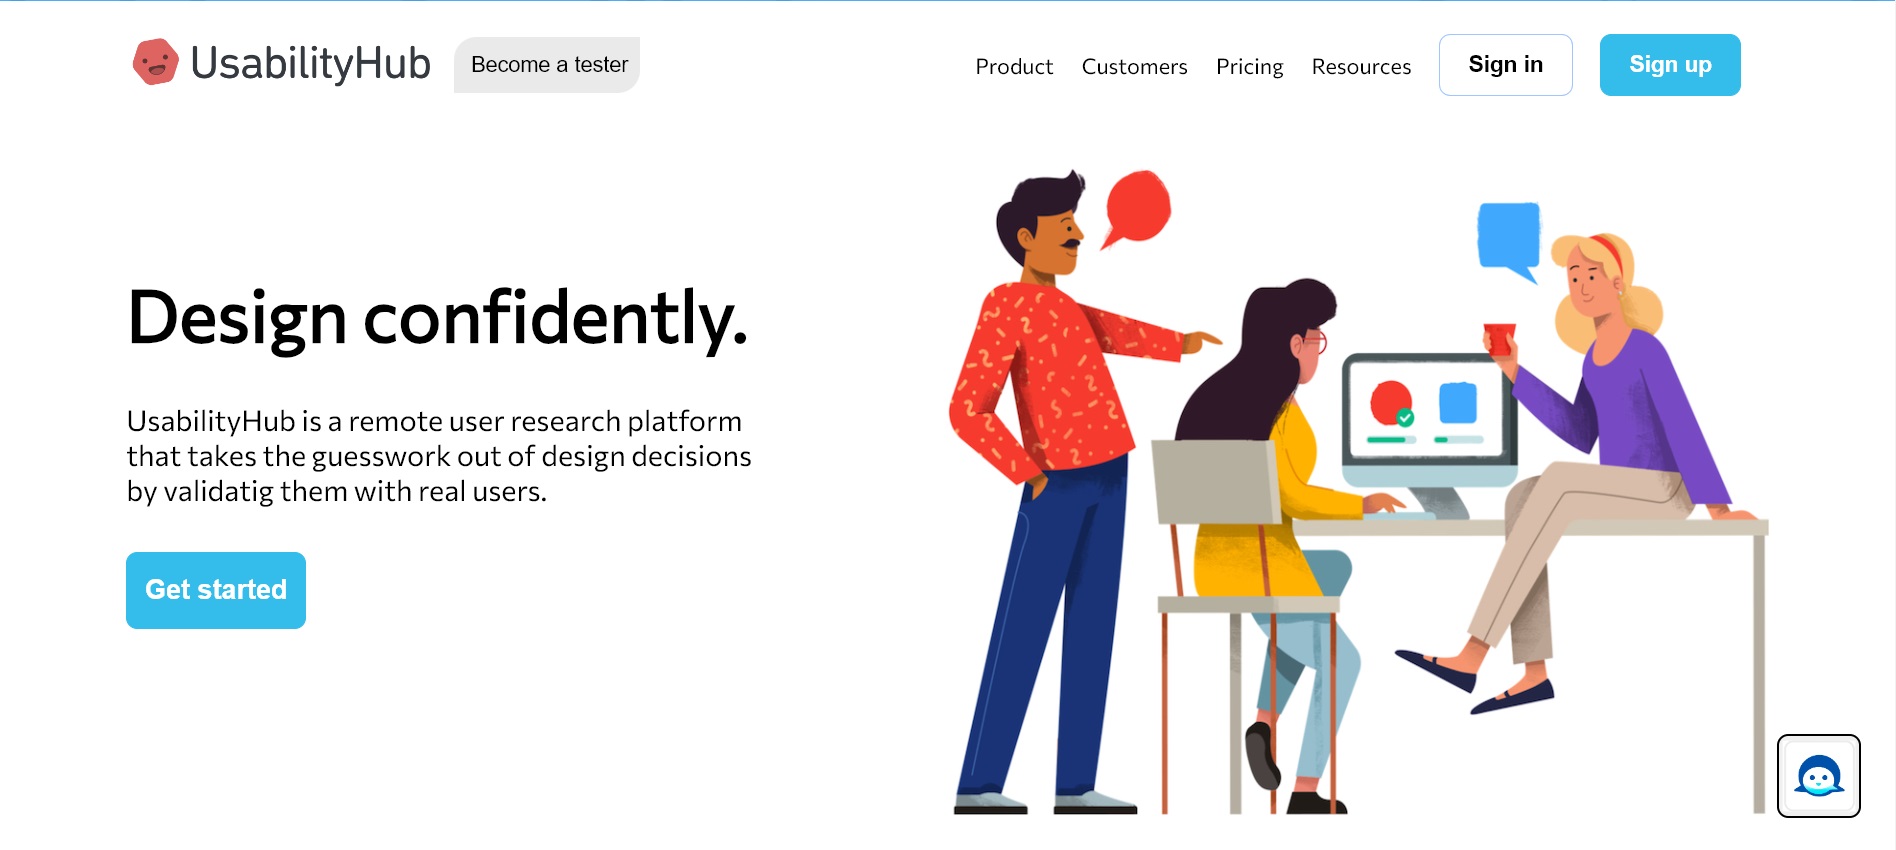 UsabilityHub
Become a tester
Product
Customers
Pricing
Resources
Sign in
Sign up
Design confidently.
UsabilityHub is a remote user research platform
that takes the guesswork out of design decisions
by validatig them with real users.
Get started